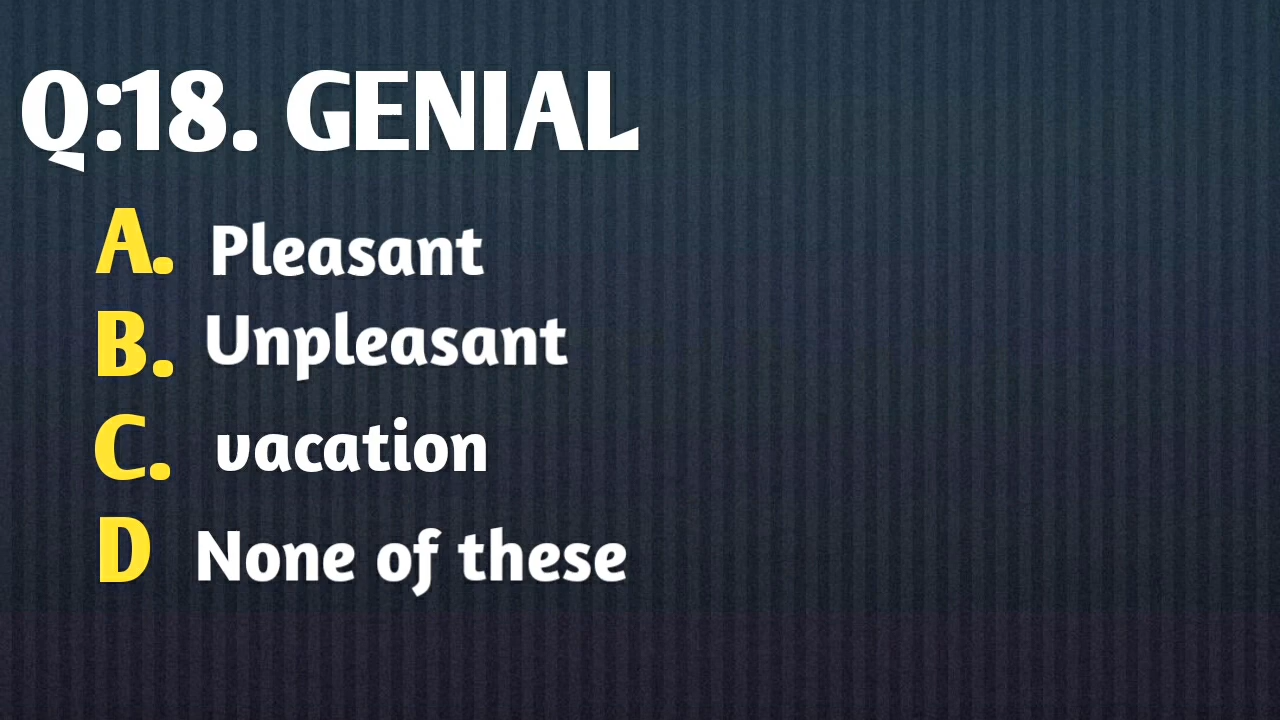 Q:18. GENIAL
A. Pleasant
B. Unpleasant
C. vacation
D None of these